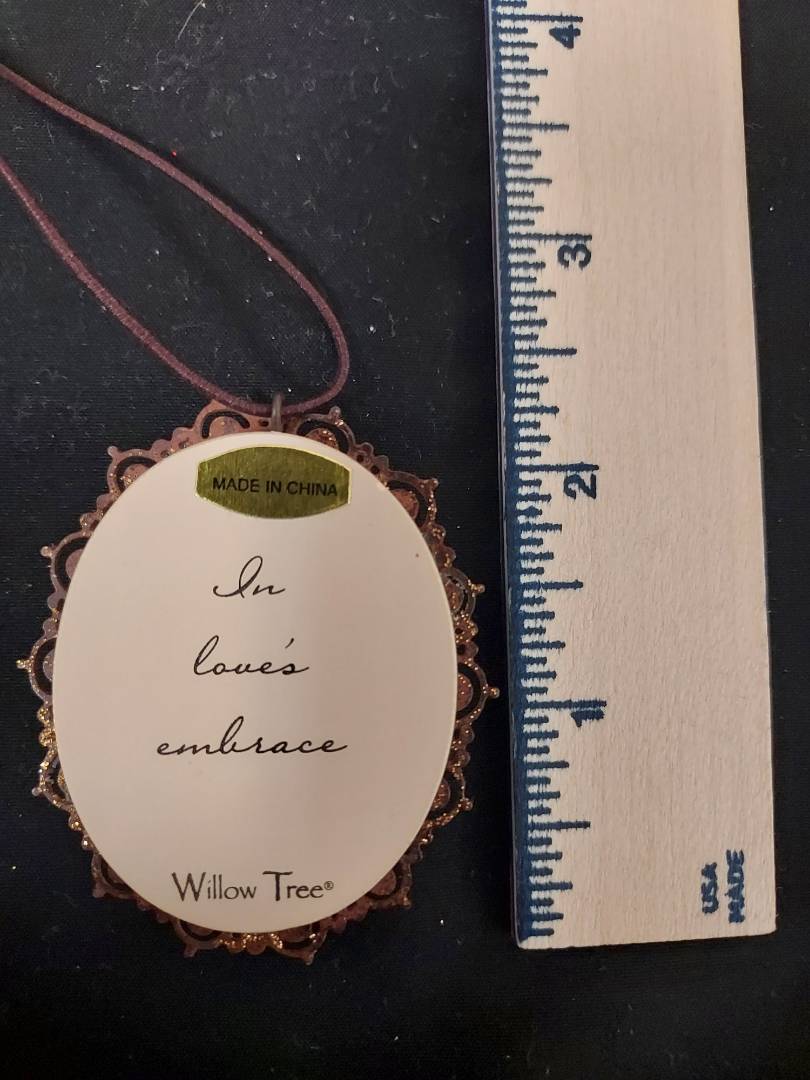 MADE IN CHINA
In
love's
embrace
Willow Tree®
4
3
2
1
USA
MADE